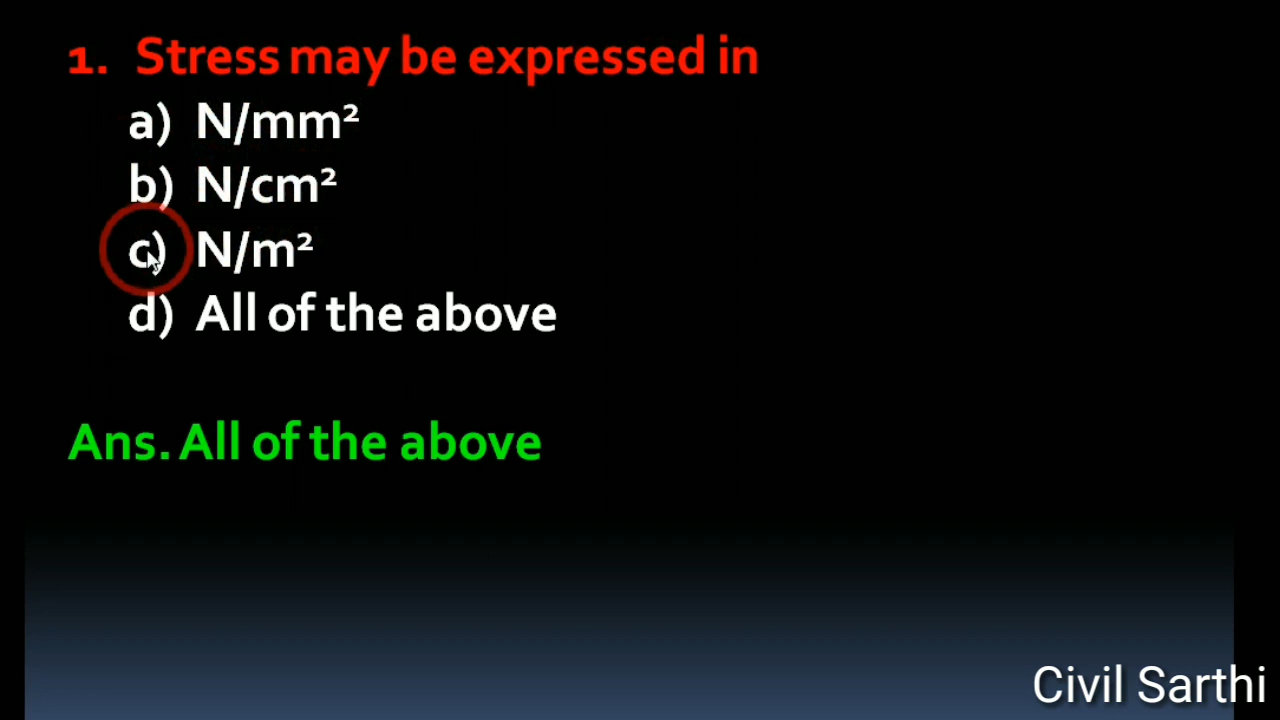 1. Stress may be expressed in
a) N/mm²
b) N/cm²
c) N/m²
d) All of the above
Ans. All of the above
Civil Sarthi